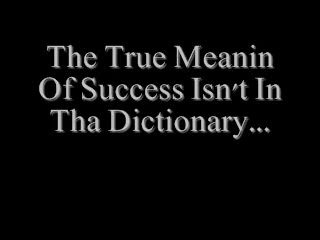 The True Meanin
Of Success Isn't In
Tha Dictionary...